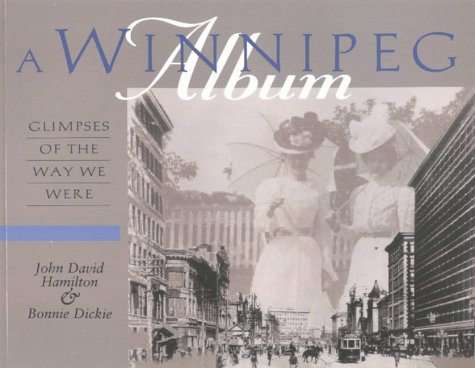 A WINNIPEG
Album
GLIMPSES
OF THE
WAY WE
WERE
John David
Hamilton
&
Bonnie Dickie